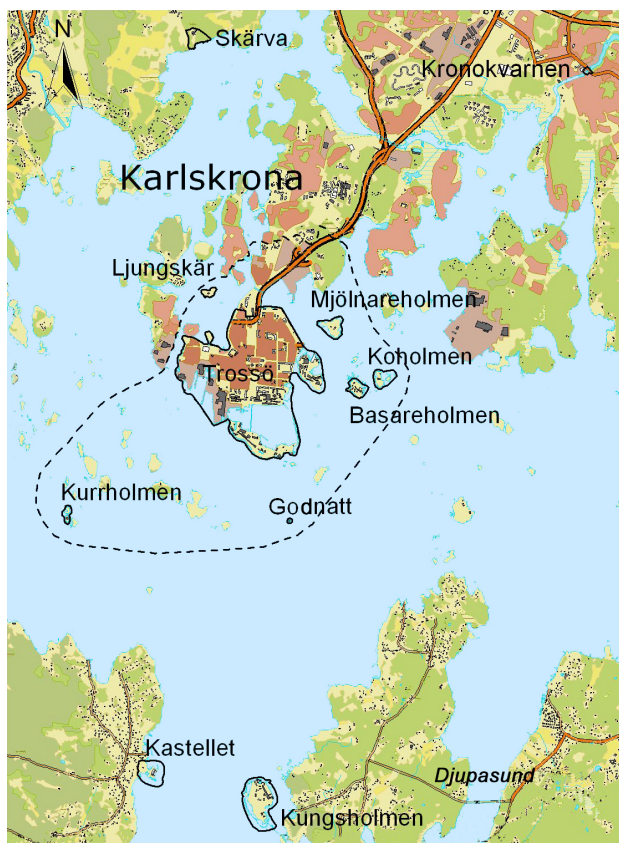 N
Skärva
Kronokvarnen
Karlskrona
Ljungskär
Mjölnareholmen
Koholmen
Trossö
Basareholmen
Kurrholmen
Godnatt
Kastellet
Djupasund
Kungsholmen